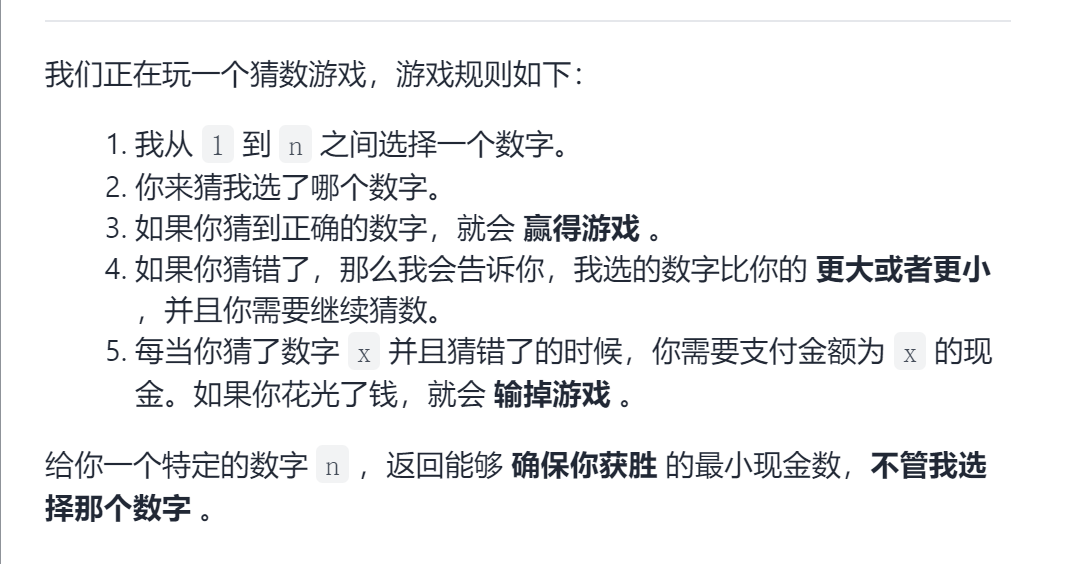 我们正在玩一个猜数游戏，游戏规则如下：
1. 我从 1 到 n 之间选择一个数字。
2. 你来猜我选了哪个数字。
3. 如果你猜到正确的数字，就会 赢得游戏 。
4. 如果你猜错了，那么我会告诉你，我选的数字比你的 更大或者更小
，并且你需要继续猜数。
5. 每当你猜了数字 x 并且猜错了的时候，你需要支付金额为 x 的现
金。如果你花光了钱，就会 输掉游戏 。
给你一个特定的数字 n ，返回能够 确保你获胜 的最小现金数，不管我选
择那个数字 。